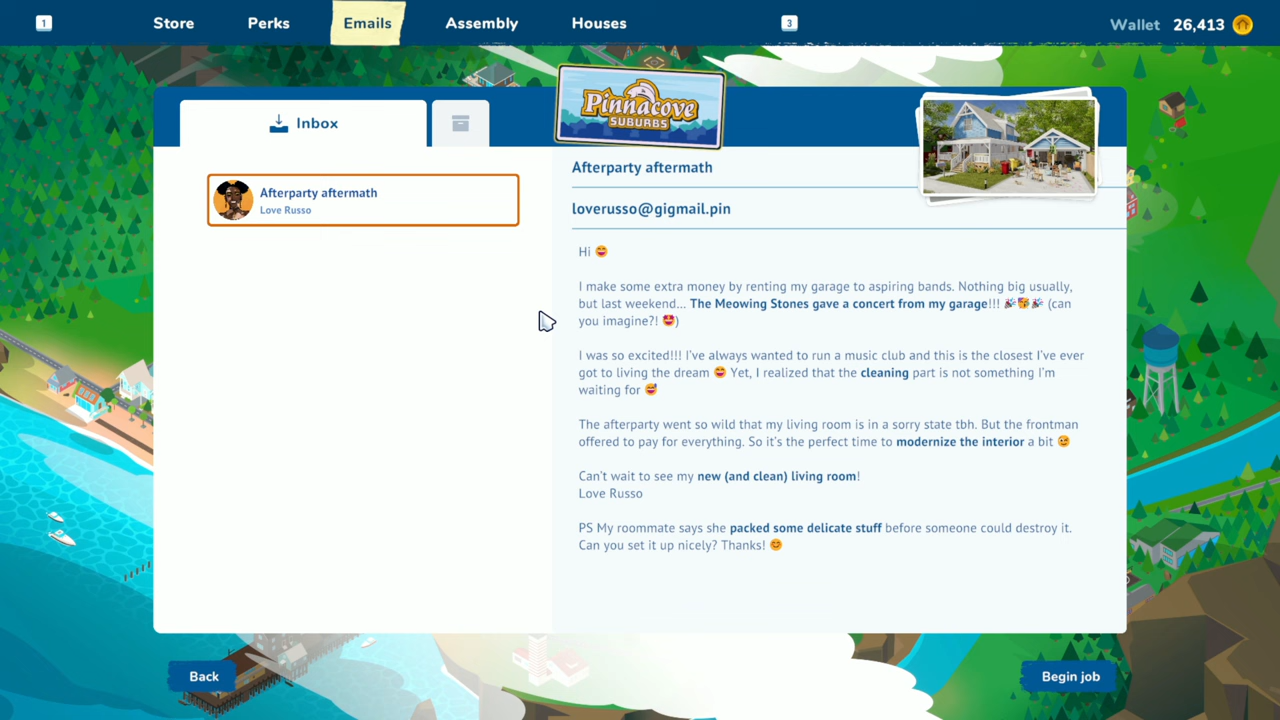 1
Store
Perks
Emails
Assembly
Houses
3
Wallet 26,413
Inbox
Pinnacove
SUBURBS
Afterparty aftermath
Love Russo
Afterparty aftermath
loverusso@gigmail.pin
Hi 😄
I make some extra money by renting my garage to aspiring bands. Nothing big usually,
but last weekend... The Meowing Stones gave a concert from my garage!!! 🎉🥳🎉 (can
you imagine?! 🤩)
I was so excited!!! I've always wanted to run a music club and this is the closest I've ever
got to living the dream 😄 Yet, I realized that the cleaning part is not something I'm
waiting for 😅
The afterparty went so wild that my living room is in a sorry state tbh. But the frontman
offered to pay for everything. So it's the perfect time to modernize the interior a bit 😉
Can't wait to see my new (and clean) living room!
Love Russo
PS My roommate says she packed some delicate stuff before someone could destroy it.
Can you set it up nicely? Thanks! 😊
Back
Begin job